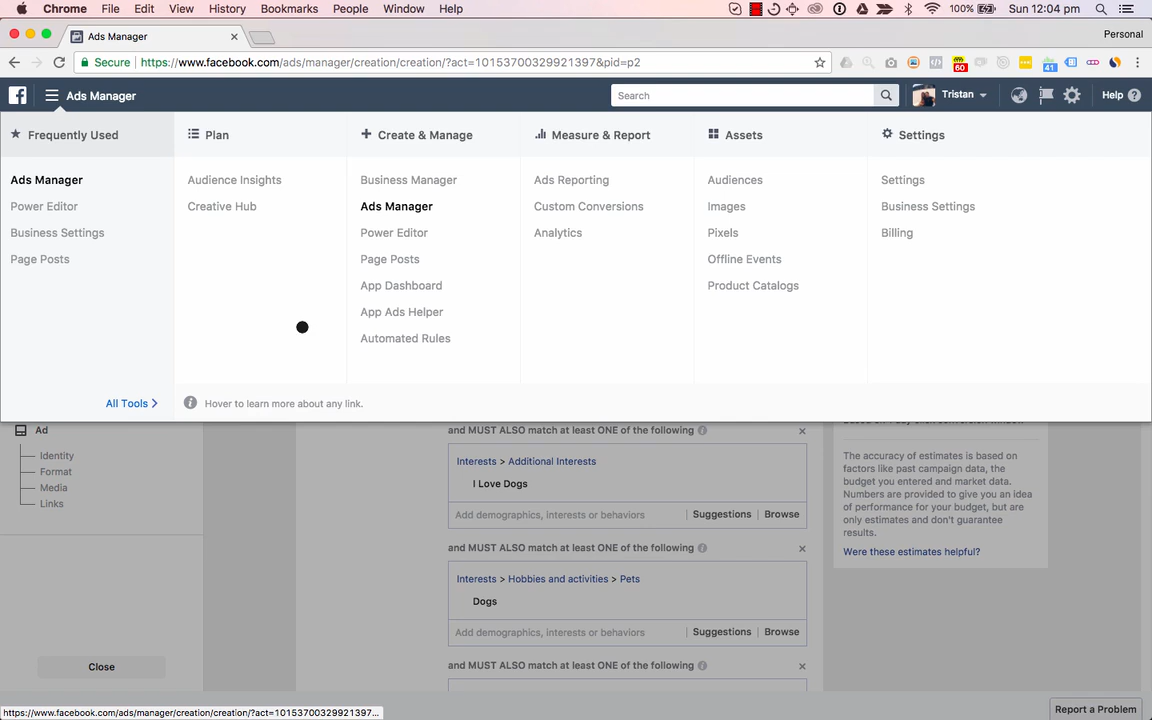 Chrome File Edit View History Bookmarks People Window Help 100% Sun 12:04 pm
Ads Manager Personal
Secure https://www.facebook.com/ads/manager/creation/creation/?act=10153700329921397&pid=p2 60 41
Ads Manager Search Tristan Help
Frequently Used Plan Create & Manage Measure & Report Assets Settings
Ads Manager Audience Insights Business Manager Ads Reporting Audiences Settings
Power Editor Creative Hub Ads Manager Custom Conversions Images Business Settings
Business Settings Power Editor Analytics Pixels Billing
Page Posts Page Posts Offline Events
App Dashboard Product Catalogs
App Ads Helper
Automated Rules
All Tools Hover to learn more about any link.
Ad and MUST ALSO match at least ONE of the following
Identity Interests > Additional Interests
Format I Love Dogs
Media
Links Add demographics, interests or behaviors Suggestions Browse
The accuracy of estimates is based on
factors like past campaign data, the
budget you entered and market data.
Numbers are provided to give you an idea
of performance for your budget, but are
only estimates and don't guarantee
results.
Were these estimates helpful?
and MUST ALSO match at least ONE of the following
Interests > Hobbies and activities > Pets
Dogs
Add demographics, interests or behaviors Suggestions Browse
Close and MUST ALSO match at least ONE of the following
https://www.facebook.com/ads/manager/creation/creation/?act=10153700329921397... Report a Problem